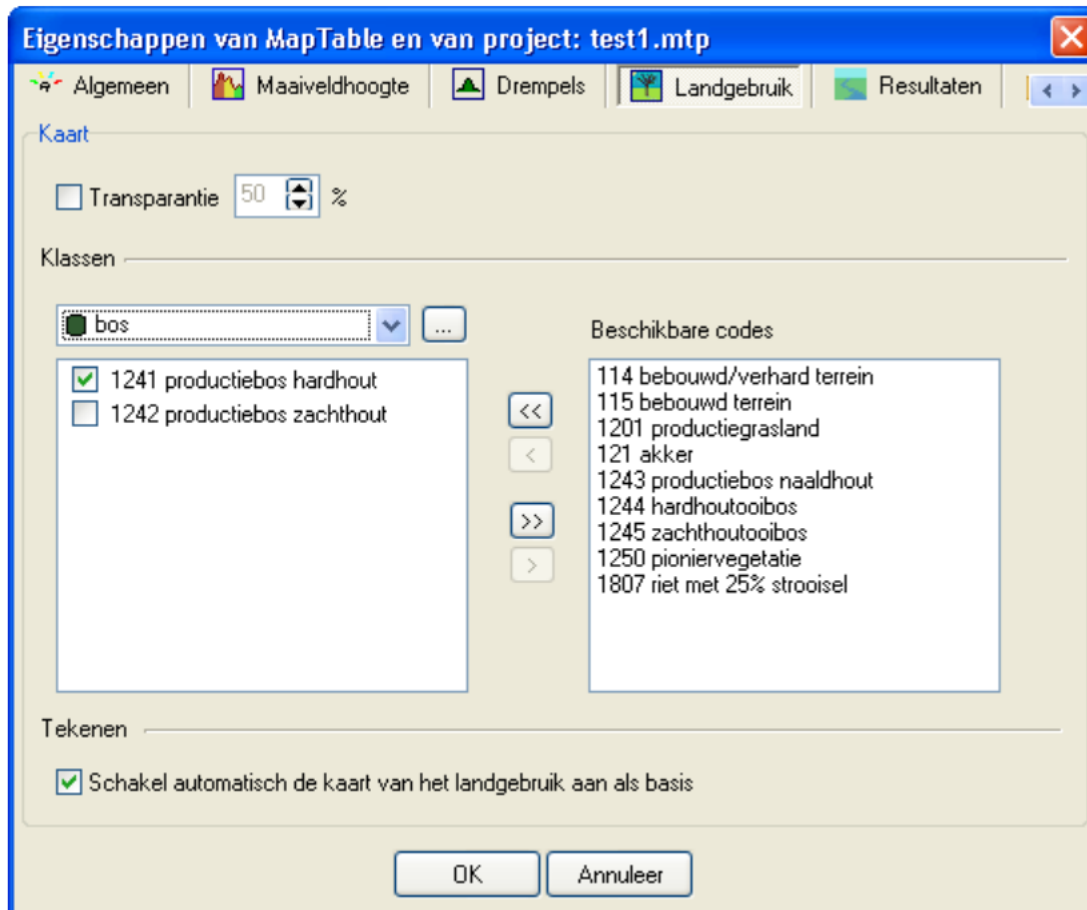 Eigenschappen van MapTable en van project: test1.mtp
Algemeen Maaiveldhoogte Drempels Landgebruik Resultaten
Kaart
Transparantie 50 %
Klassen
bos ...
Beschikbare codes
1241 productiebos hardhout
1242 productiebos zachthout
<<
<
>>
>
114 bebouwd/verhard terrein
115 bebouwd terrein
1201 productiegrasland
121 akker
1243 productiebos naaldhout
1244 hardhoutooibos
1245 zachthoutooibos
1250 pioniervegetatie
1807 riet met 25% strooisel
Tekenen
Schakel automatisch de kaart van het landgebruik aan als basis
OK Annuleer